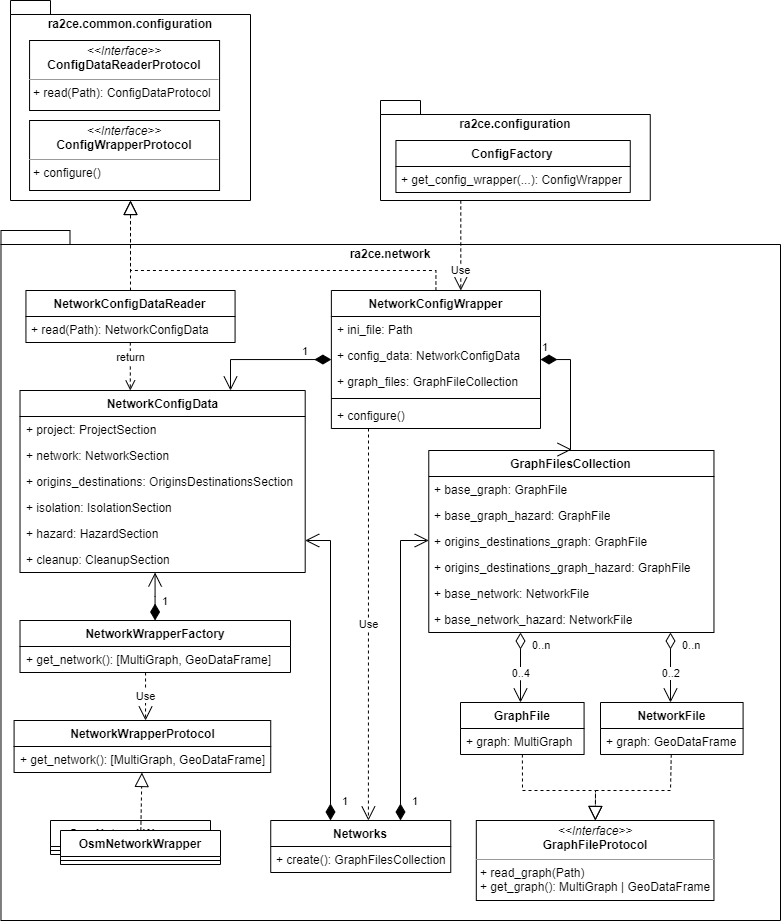 ra2ce.common.configuration
<<Interface>>
ConfigDataReaderProtocol
+ read(Path): ConfigDataProtocol
<<Interface>>
ConfigWrapperProtocol
+ configure()
ra2ce.configuration
ConfigFactory
+ get_config_wrapper(...): ConfigWrapper
ra2ce.network
Use
NetworkConfigDataReader
+ read(Path): NetworkConfigData
return
NetworkConfigWrapper
+ ini_file: Path
+ config_data: NetworkConfigData
+ graph_files: GraphFileCollection
+ configure()
1
1
NetworkConfigData
+ project: ProjectSection
+ network: NetworkSection
+ origins_destinations: OriginsDestinationsSection
+ isolation: IsolationSection
+ hazard: HazardSection
+ cleanup: CleanupSection
1
GraphFilesCollection
+ base_graph: GraphFile
+ base_graph_hazard: GraphFile
+ origins_destinations_graph: GraphFile
+ origins_destinations_graph_hazard: GraphFile
+ base_network: NetworkFile
+ base_network_hazard: NetworkFile
NetworkWrapperFactory
+ get_network(): [MultiGraph, GeoDataFrame]
Use
Use
0..n
0..n
0..4
0..2
NetworkWrapperProtocol
+ get_network(): [MultiGraph, GeoDataFrame]
GraphFile
+ graph: MultiGraph
NetworkFile
+ graph: GeoDataFrame
OsmNetworkWrapper
1
1
Networks
+ create(): GraphFilesCollection
<<Interface>>
GraphFileProtocol
+ read_graph(Path)
+ get_graph(): MultiGraph | GeoDataFrame